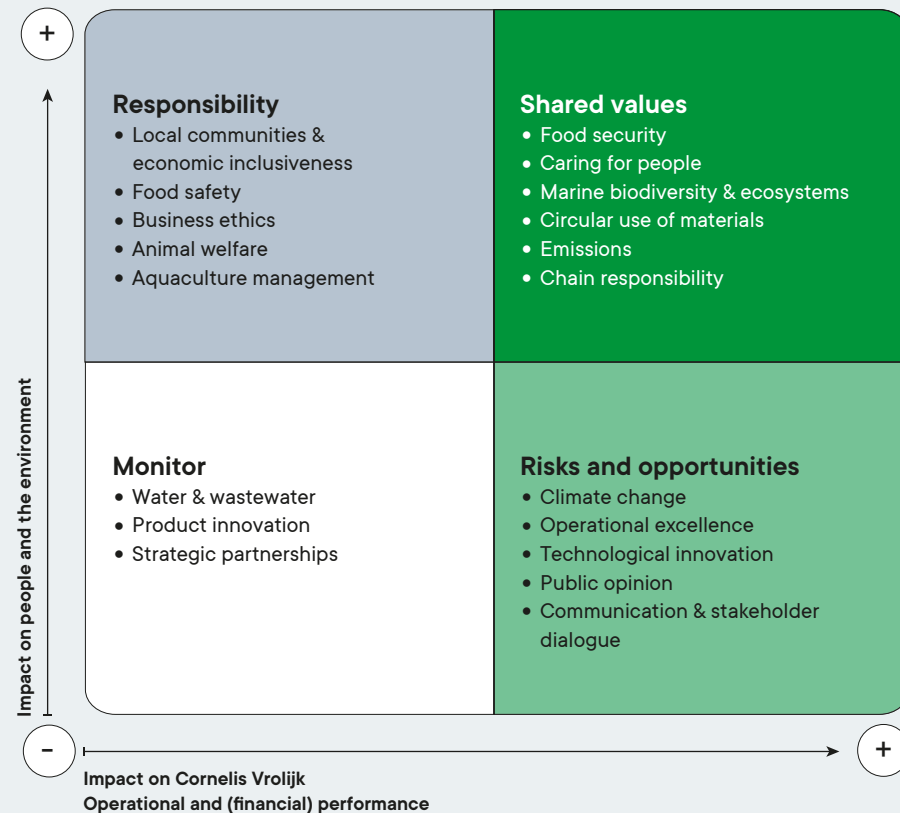 +
Responsibility
• Local communities &
economic inclusiveness
• Food safety
• Business ethics
• Animal welfare
• Aquaculture management
Shared values
• Food security
• Caring for people
• Marine biodiversity & ecosystems
• Circular use of materials
• Emissions
• Chain responsibility
Impact on people and the environment
Monitor
• Water & wastewater
• Product innovation
• Strategic partnerships
Risks and opportunities
• Climate change
• Operational excellence
• Technological innovation
• Public opinion
• Communication & stakeholder
dialogue
-
+
Impact on Cornelis Vrolijk
Operational and (financial) performance